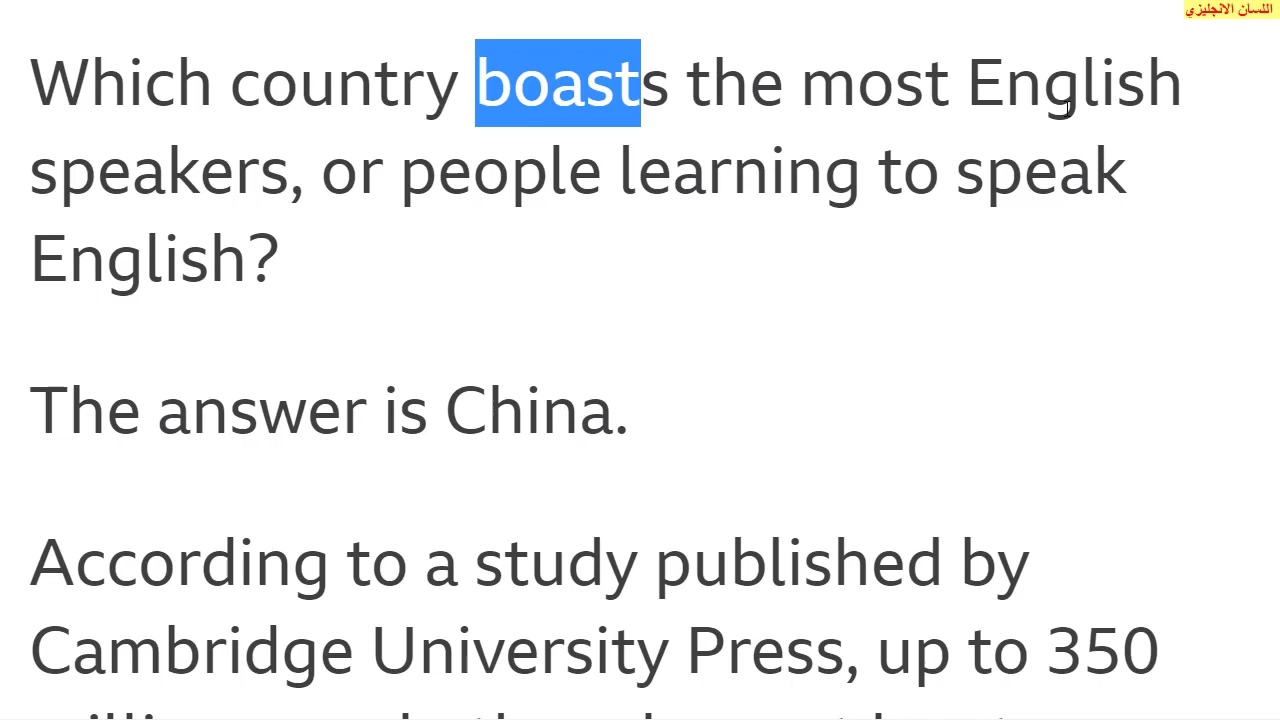 اللسان الانجليزي
Which country boasts the most English
speakers, or people learning to speak
English?
The answer is China.
According to a study published by
Cambridge University Press, up to 350